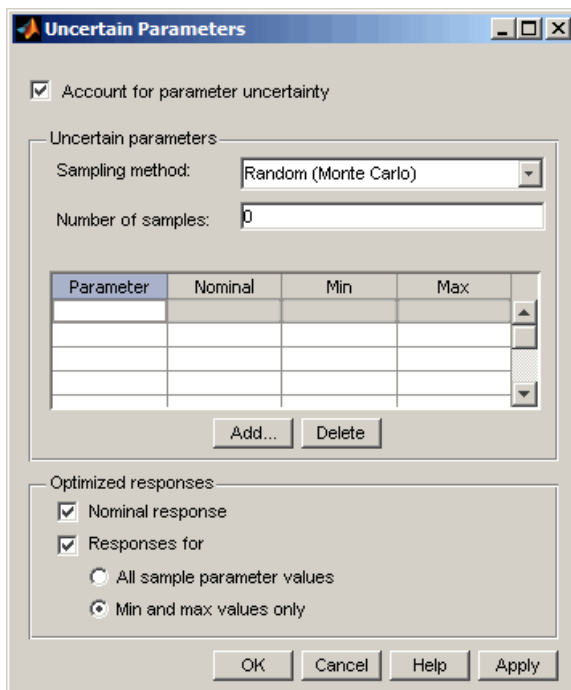 Uncertain Parameters
Account for parameter uncertainty
Uncertain parameters
Sampling method: Random (Monte Carlo)
Number of samples: 0
Parameter Nominal Min Max
Add... Delete
Optimized responses
Nominal response
Responses for
All sample parameter values
Min and max values only
OK Cancel Help Apply